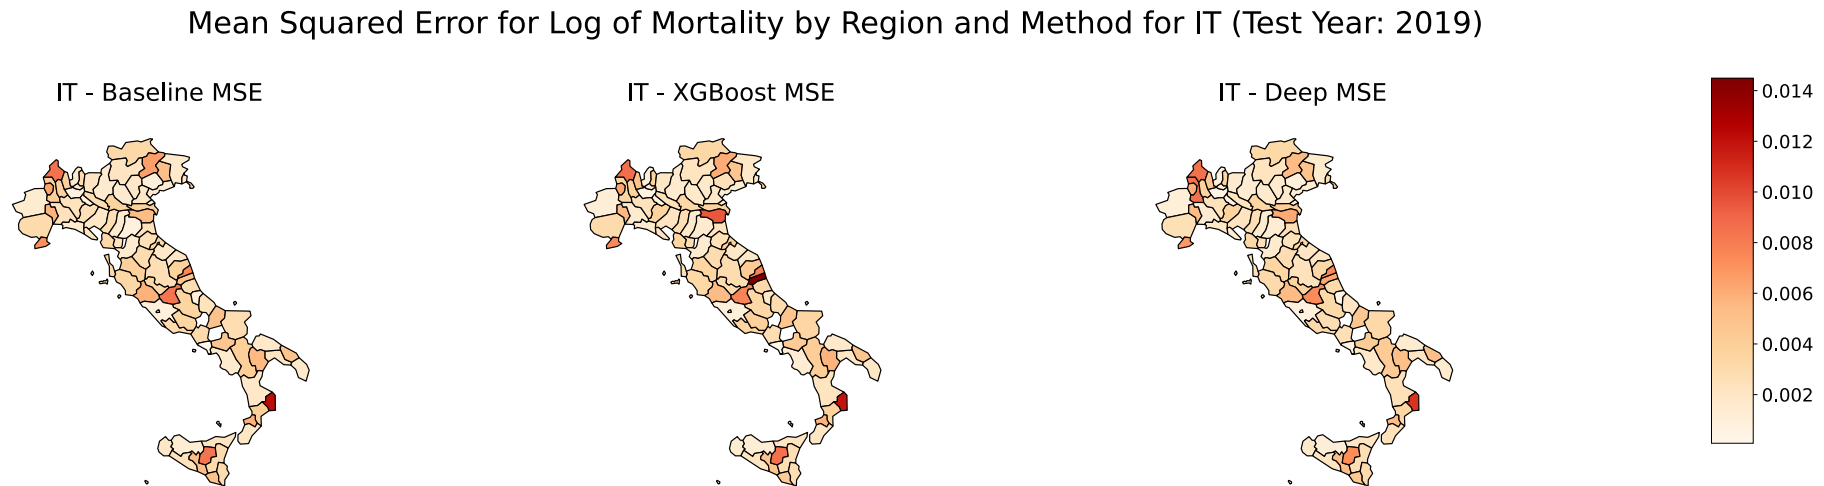 Mean Squared Error for Log of Mortality by Region and Method for IT (Test Year: 2019)
IT - Baseline MSE
IT - XGBoost MSE
IT - Deep MSE
0.014
0.012
0.010
0.008
0.006
0.004
0.002